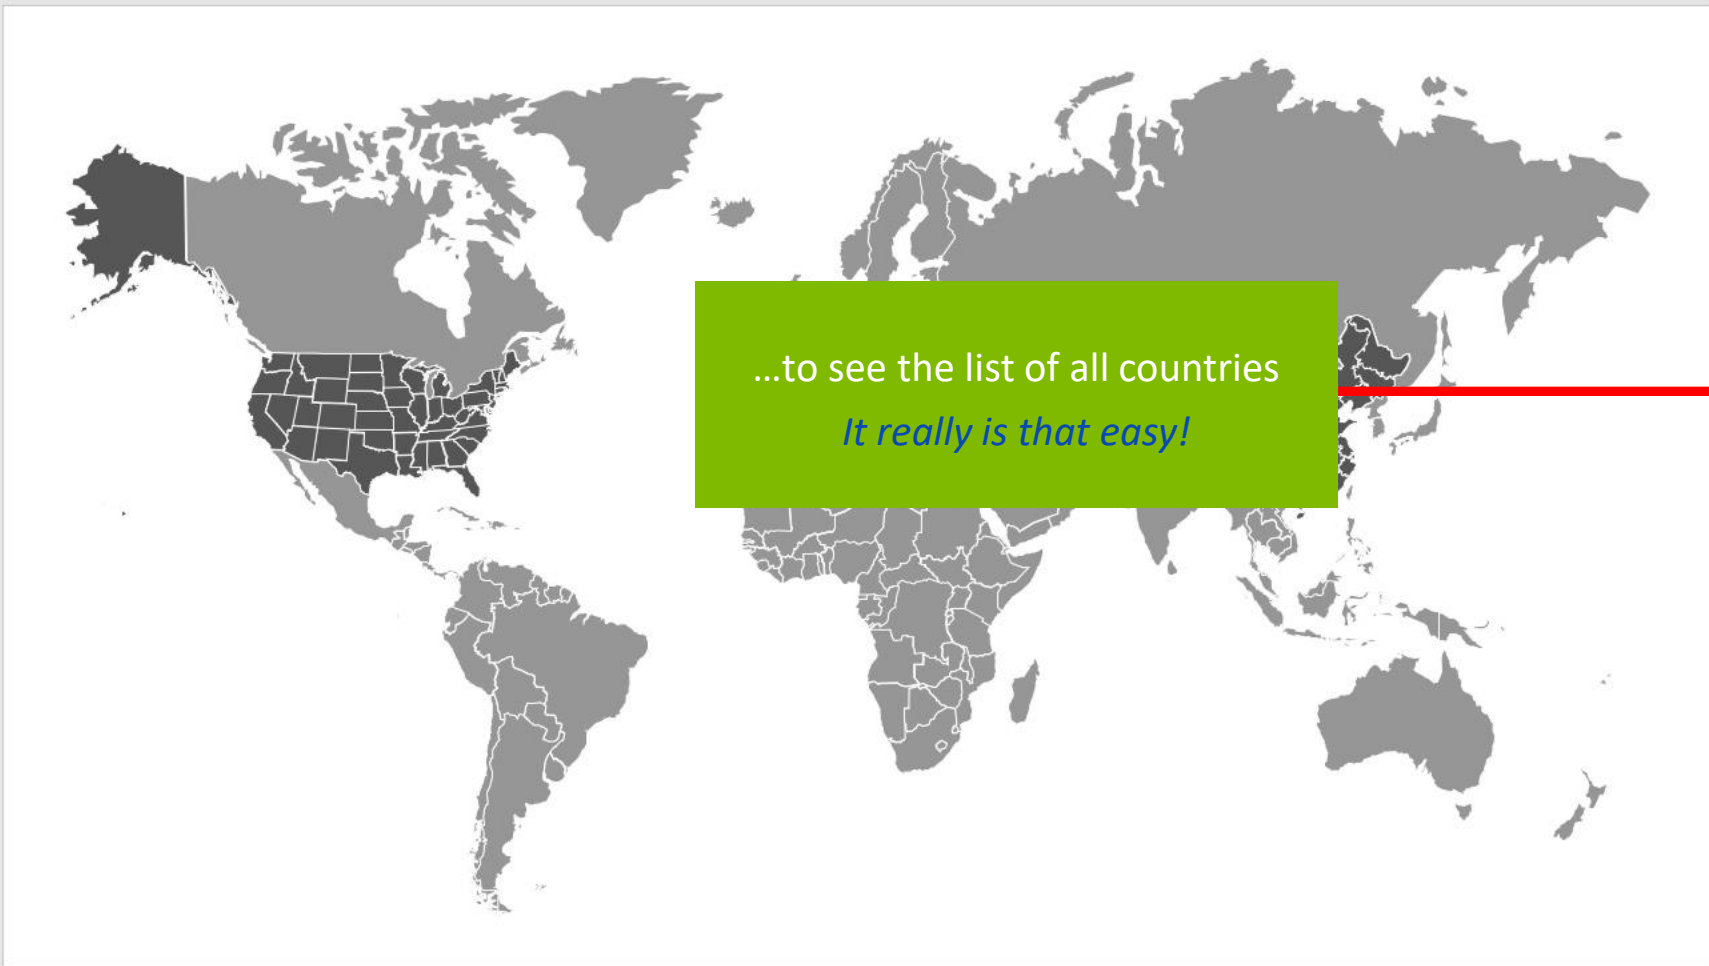 ...to see the list of all countries
It really is that easy!